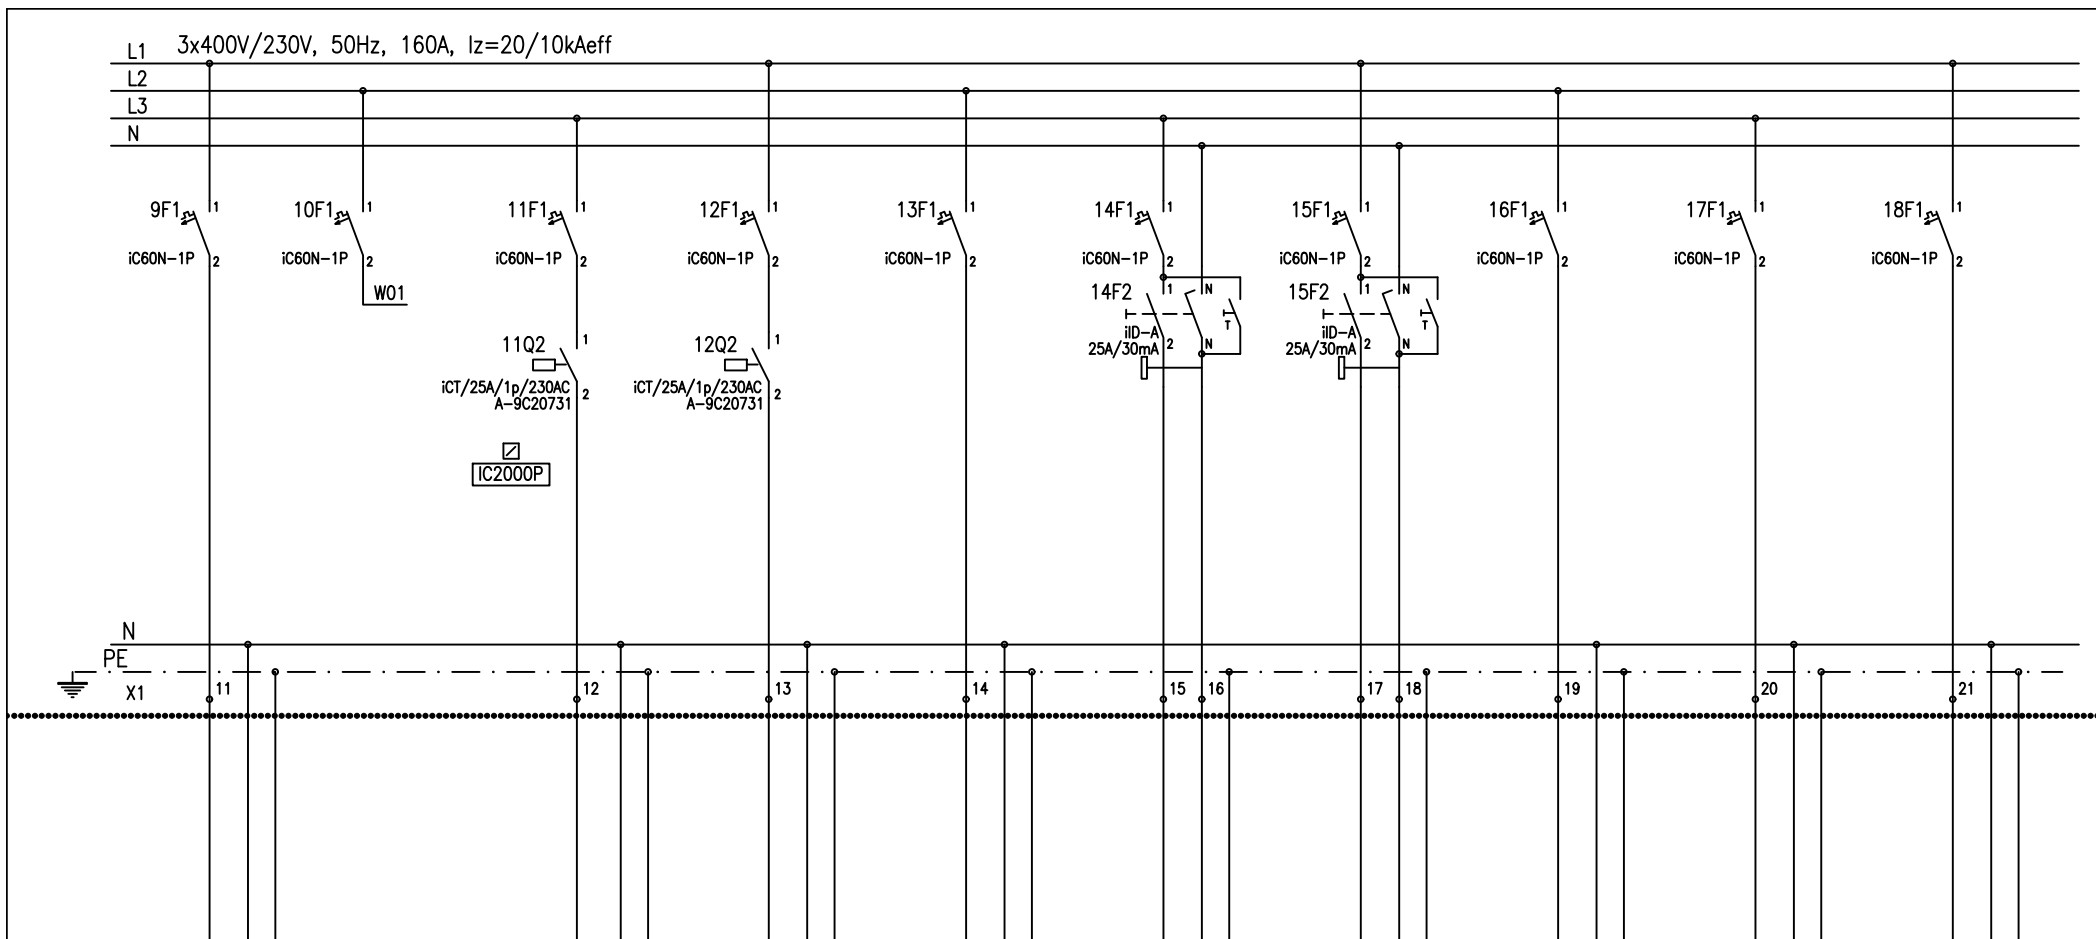 L1 3x400V/230V, 50Hz, 160A, Iz=20/10kAeff
L2
L3
N
9F1 1
iC60N-1P 2
10F1 1
iC60N-1P 2
W01
11F1 1
iC60N-1P 2
11Q2 1
iCT/25A/1p/230AC
A-9C20731 2
IC2000P
12F1 1
iC60N-1P 2
12Q2 1
iCT/25A/1p/230AC
A-9C20731 2
13F1 1
iC60N-1P 2
14F1 1
iC60N-1P 2
14F2 1 N
T
iID-A
25A/30mA 2 N
15F1 1
iC60N-1P 2
15F2 1 N
T
iID-A
25A/30mA 2 N
16F1 1
iC60N-1P 2
17F1 1
iC60N-1P 2
18F1 1
iC60N-1P 2
N
PE
X1 11 12 13 14 15 16 17 18 19 20 21